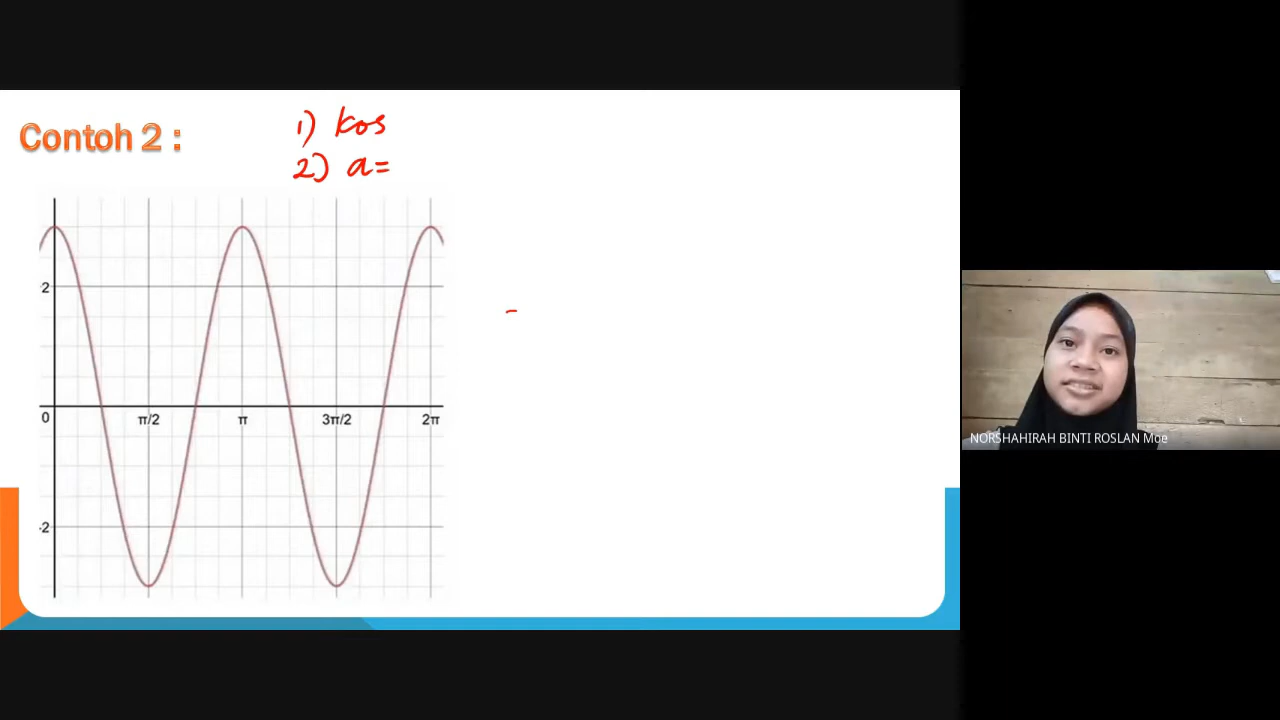 Contoh 2 :
1) kos
2) a=
2
0
π/2
π
3π/2
2π
-2
NORSHAHIRAH BINTI ROSLAN Moe